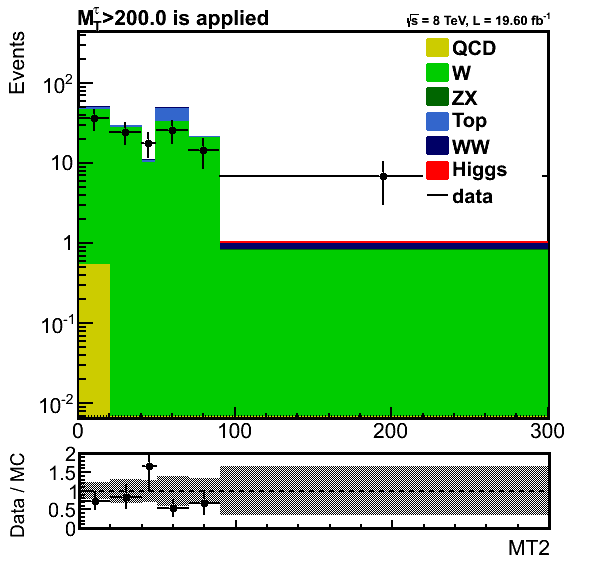 M_T^τ>200.0 is applied
√s = 8 TeV, L = 19.60 fb⁻¹
Events
10²
10
1
10⁻¹
10⁻²
QCD
W
ZX
Top
WW
Higgs
data
0 100 200 300
Data / MC
2
1.5
1
0.5
0
MT2